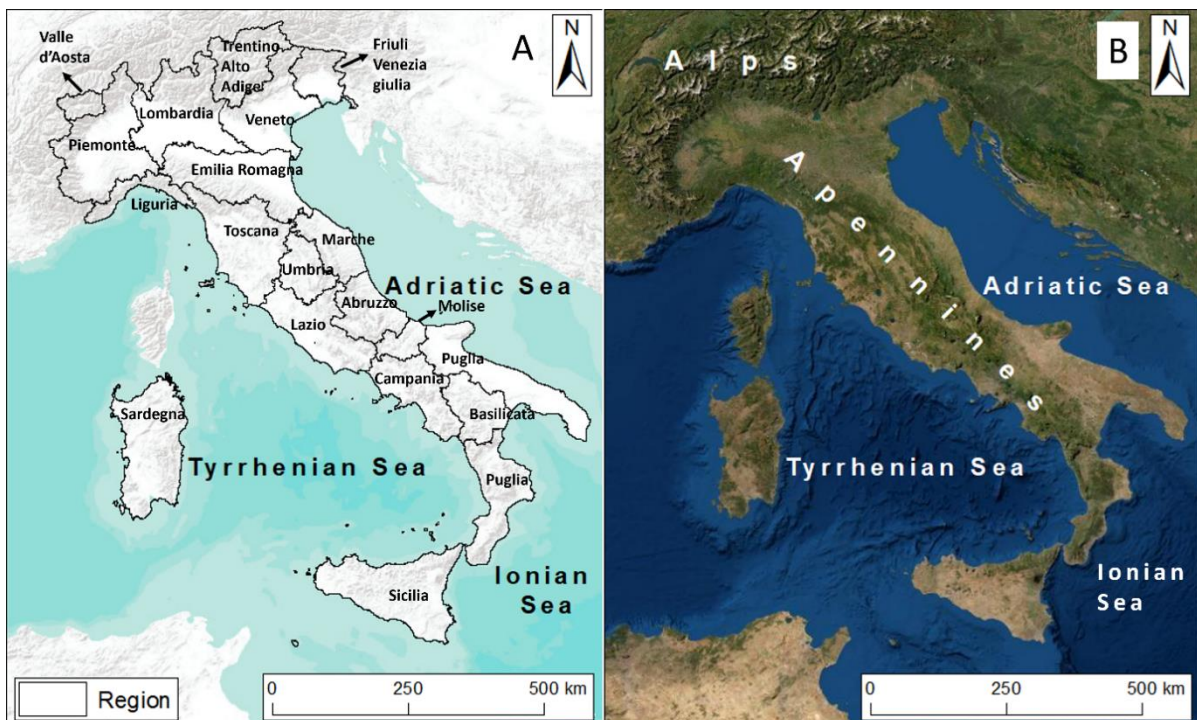 A
N
Valle
d'Aosta
Trentino
Alto
Adige
Friuli
Venezia
giulia
Lombardia
Veneto
Piemonte
Emilia Romagna
Liguria
Toscana
Marche
Umbria
Adriatic Sea
Abruzzo
Molise
Lazio
Puglia
Campania
Sardegna
Basilicata
Tyrrhenian Sea
Puglia
Ionian
Sea
Sicilia
Region
0 250 500 km
B
N
Alps
Apennines
Adriatic Sea
Tyrrhenian Sea
Ionian
Sea
0 250 500 km